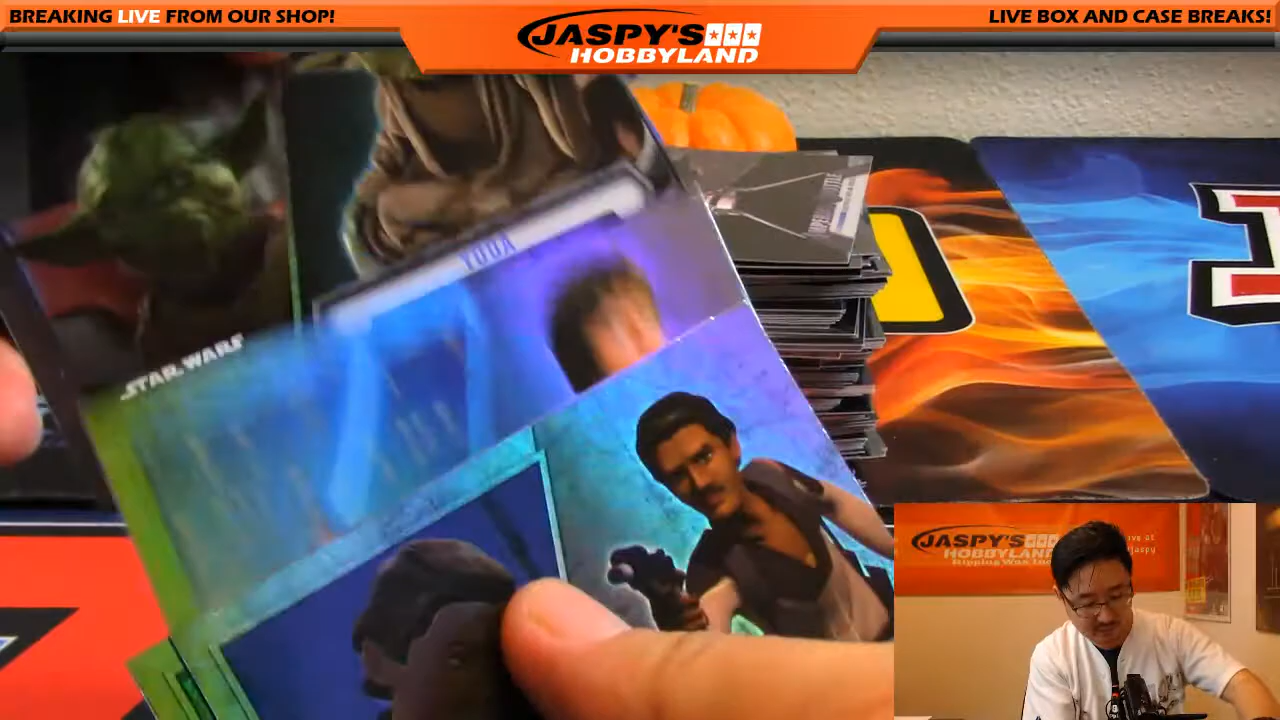 BREAKING LIVE FROM OUR SHOP!
JASPY'S
HOBBYLAND
LIVE BOX AND CASE BREAKS!
YODA
STAR WARS
JASPY'S
HOBBYLAND